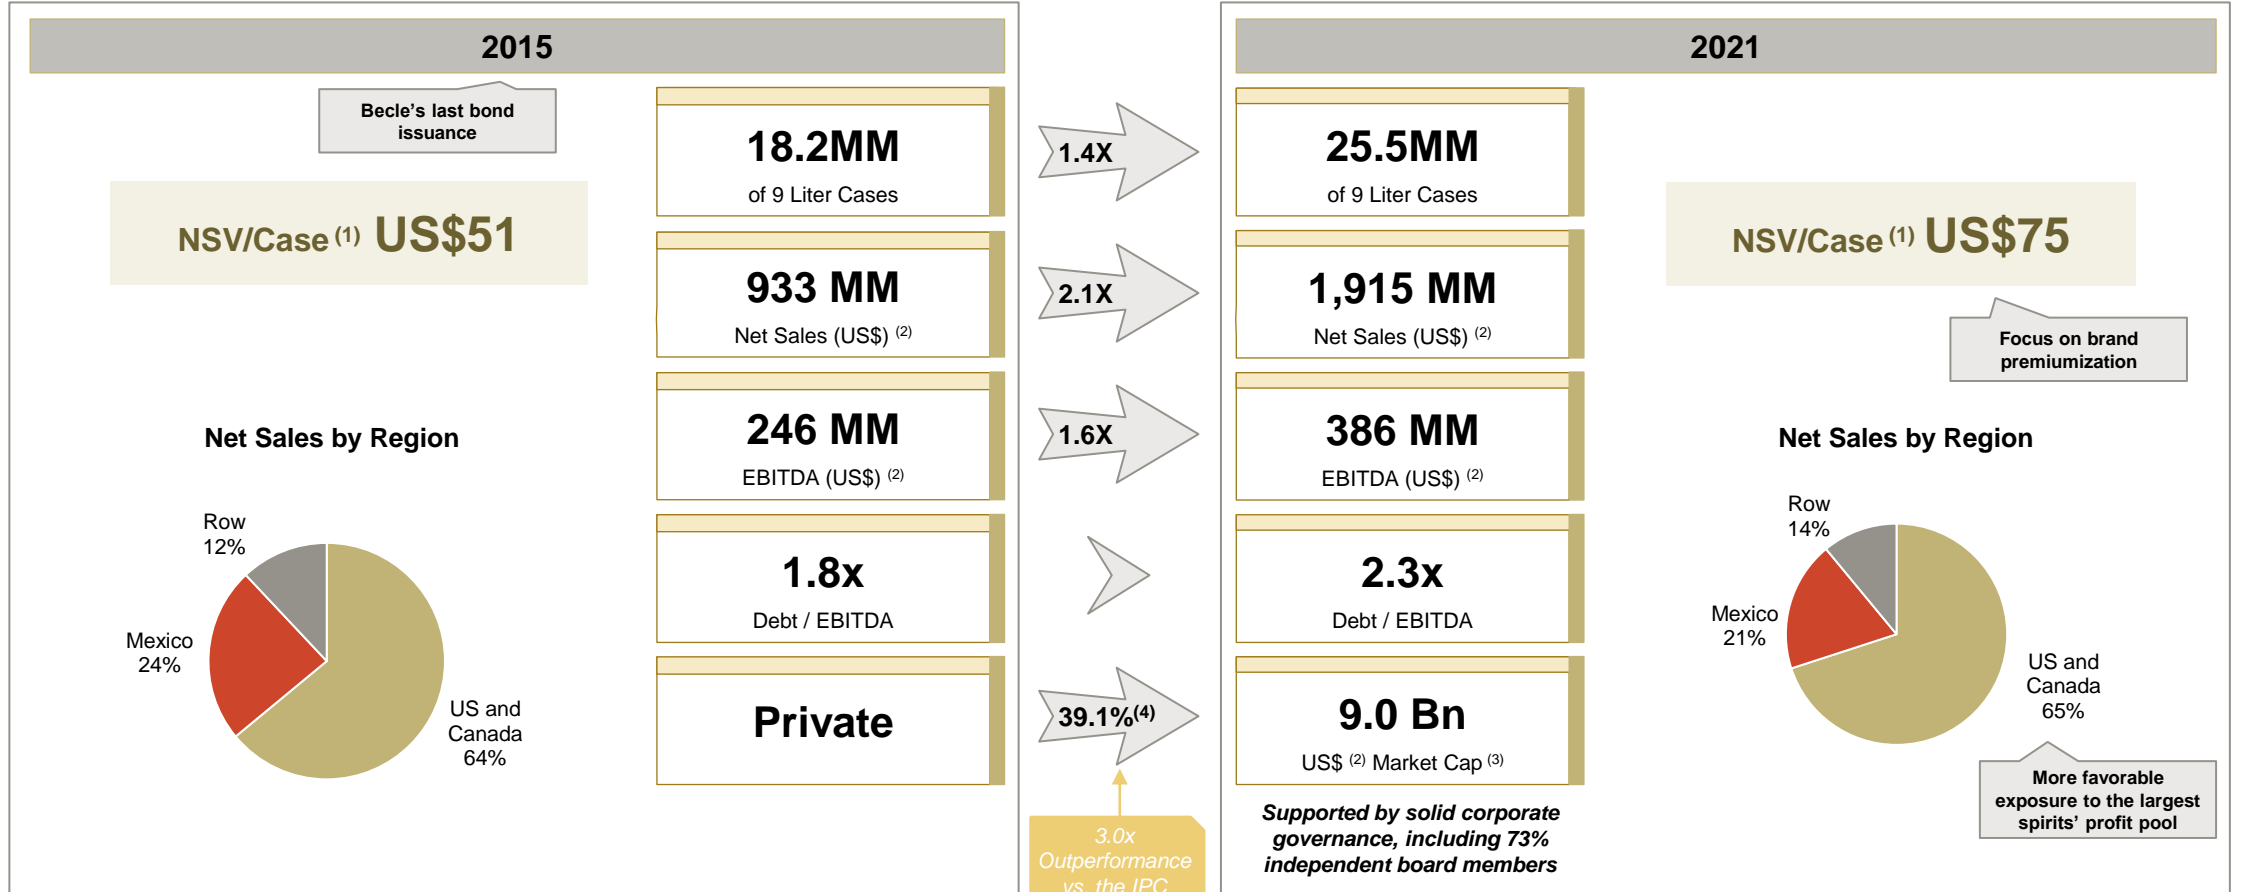 2015
Becle's last bond
issuance
NSV/Case (1) US$51
18.2MM
of 9 Liter Cases
933 MM
Net Sales (US$) (2)
246 MM
EBITDA (US$) (2)
1.8x
Debt / EBITDA
Private
Net Sales by Region
Row
12%
Mexico
24%
US and
Canada
64%
1.4X
2.1X
1.6X
39.1%(4)
3.0x
Outperformance
vs. the IPC
2021
25.5MM
of 9 Liter Cases
1,915 MM
Net Sales (US$) (2)
386 MM
EBITDA (US$) (2)
2.3x
Debt / EBITDA
9.0 Bn
US$ (2) Market Cap (3)
Supported by solid corporate
governance, including 73%
independent board members
NSV/Case (1) US$75
Focus on brand
premiumization
Net Sales by Region
Row
14%
Mexico
21%
US and
Canada
65%
More favorable
exposure to the largest
spirits' profit pool